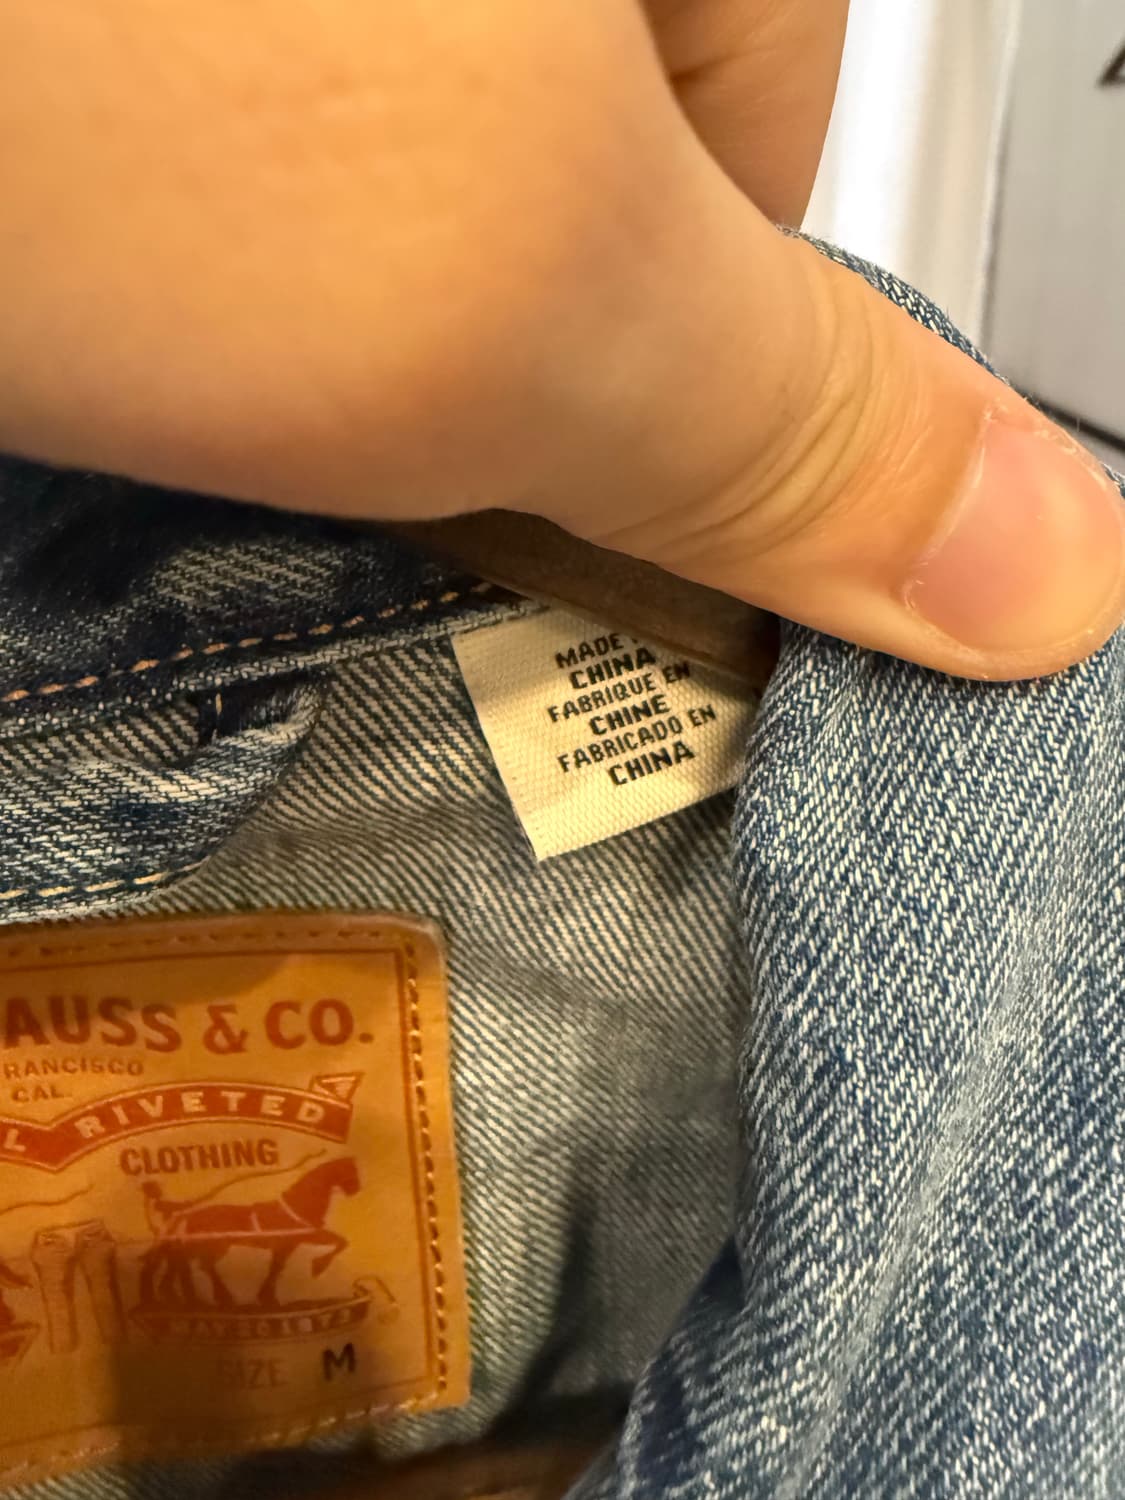 MADE
CHINA
FABRIQUE EN
CHINE
FABRICADO EN
CHINA
AUSS & CO.
RANCISCO
CAL.
L RIVETED
CLOTHING
SIZE M